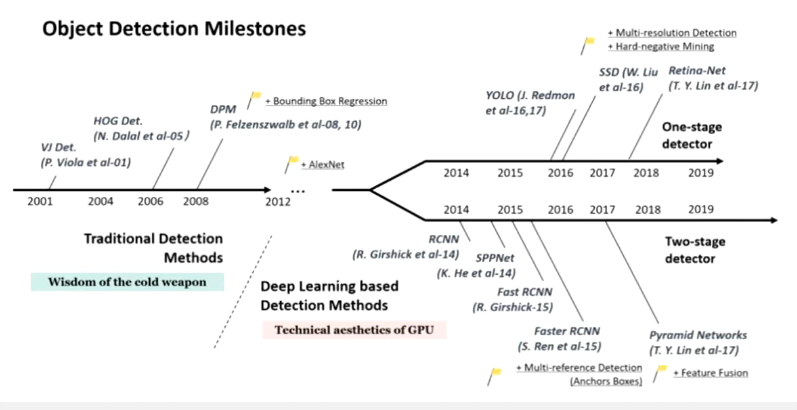 Object Detection Milestones
+ Multi-resolution Detection
+ Hard-negative Mining
SSD (W. Liu
et al-16)
Retina-Net
(T. Y. Lin et al-17)
YOLO (J. Redmon
et al-16,17)
+ Bounding Box Regression
DPM
(P. Felzenszwalb et al-08, 10)
HOG Det.
(N. Dalal et al-05)
VJ Det.
(P. Viola et al-01)
One-stage
detector
+ AlexNet
...
2014 2015 2016 2017 2018 2019
2001 2004 2006 2008 2012
2014 2015 2016 2017 2018 2019
Traditional Detection
Methods
Wisdom of the cold weapon
RCNN
(R. Girshick et al-14)
SPPNet
(K. He et al-14)
Two-stage
detector
Deep Learning based
Detection Methods
Technical aesthetics of GPU
Fast RCNN
(R. Girshick-15)
Faster RCNN
(S. Ren et al-15)
Pyramid Networks
(T. Y. Lin et al-17)
+ Multi-reference Detection
(Anchors Boxes)
+ Feature Fusion